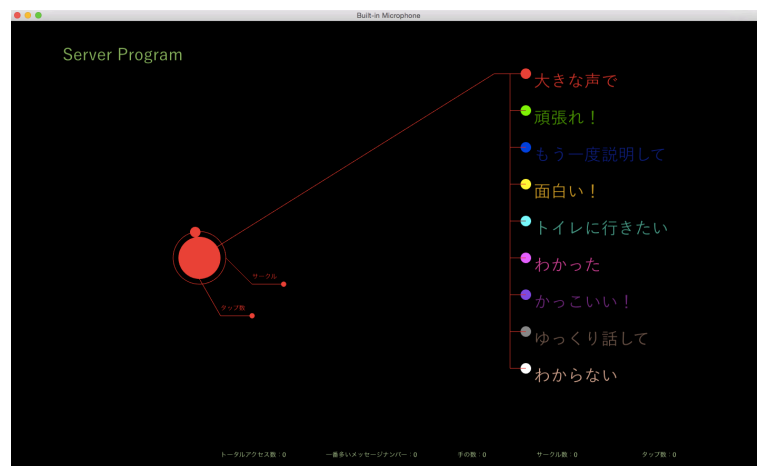 Built-in Microphone
Server Program
大きな声で
頑張れ！
もう一度説明して
面白い！
トイレに行きたい
わかった
かっこいい！
ゆっくり話して
わからない
サークル
タップ数
トータルアクセス数：0 一番多いメッセージナンバー：0 手の数：0 サークル数：0 タップ数：0